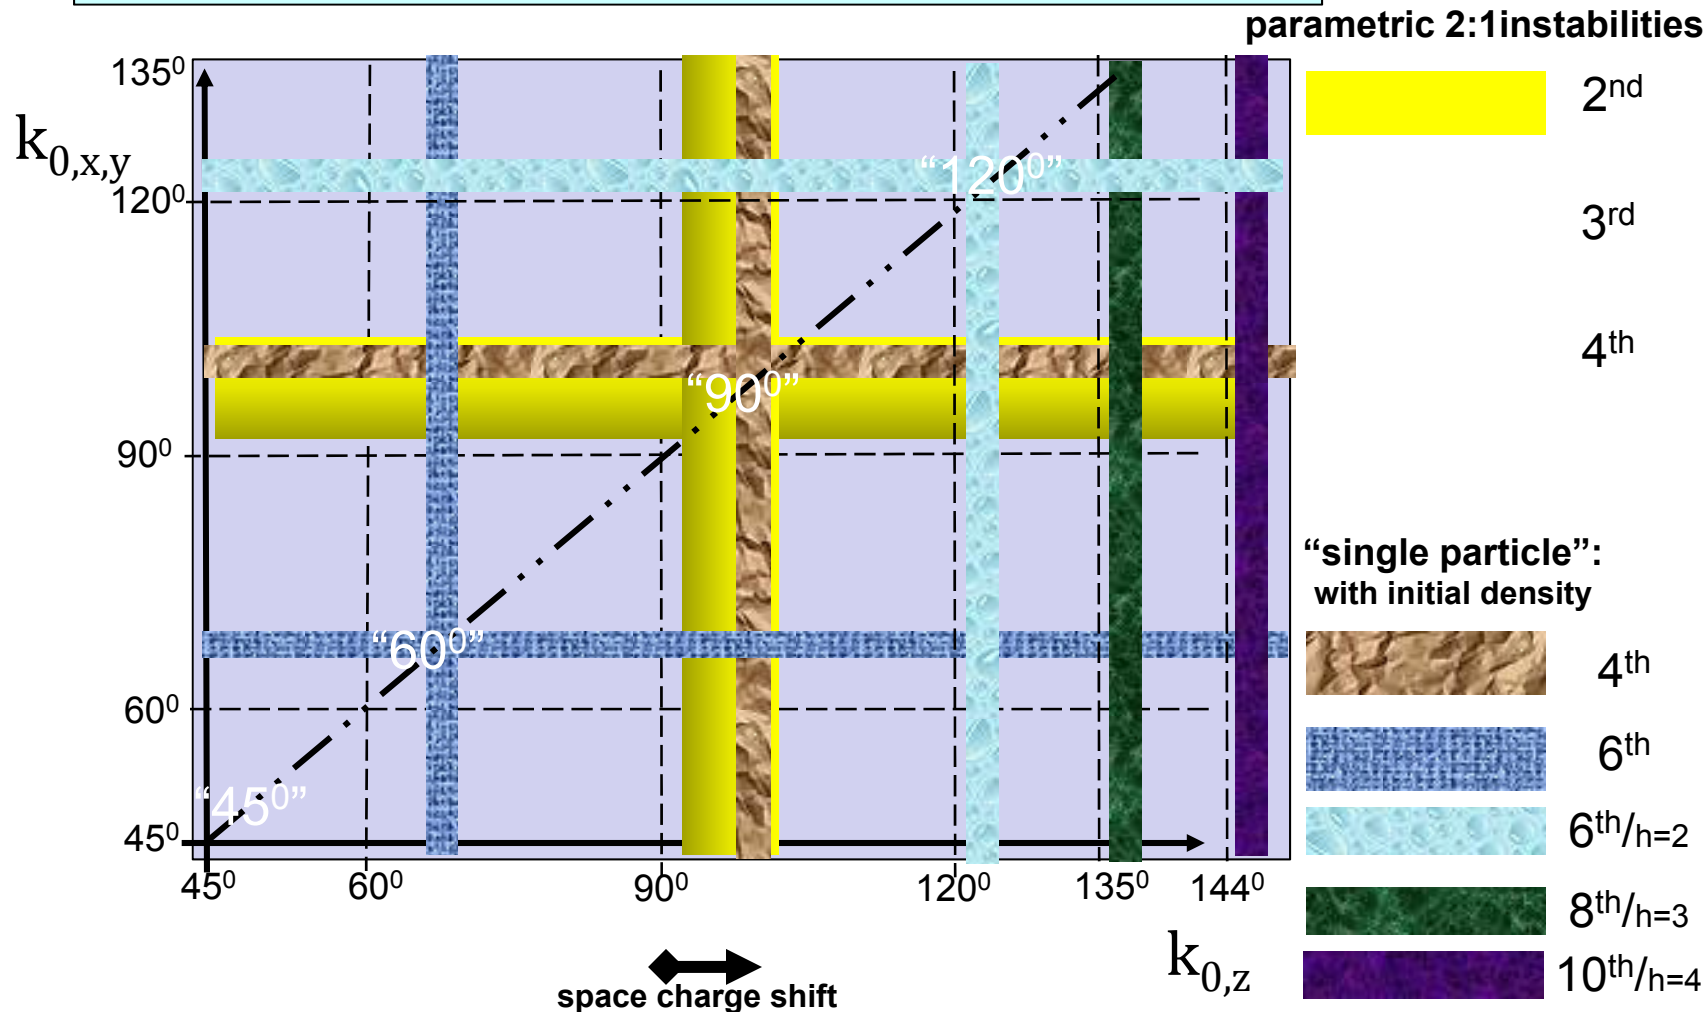 parametric 2:1instabilities
135⁰
2ⁿᵈ
k₀,ₓ,ᵧ
“120⁰”
120⁰
3ʳᵈ
4ᵗʰ
“90⁰”
90⁰
“single particle”:
with initial density
“60⁰”
4ᵗʰ
60⁰
6ᵗʰ
“45⁰”
6ᵗʰ/h=2
45⁰
45⁰ 60⁰ 90⁰ 120⁰ 135⁰ 144⁰
8ᵗʰ/h=3
k₀,z
space charge shift
10ᵗʰ/h=4